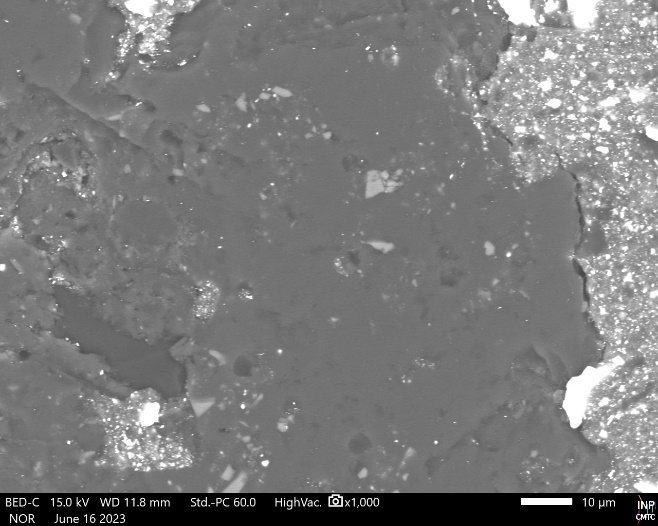 BED-C 15.0 kV WD 11.8 mm Std.-PC 60.0 HighVac. x1,000 10 µm INP
NOR June 16 2023 CMTC